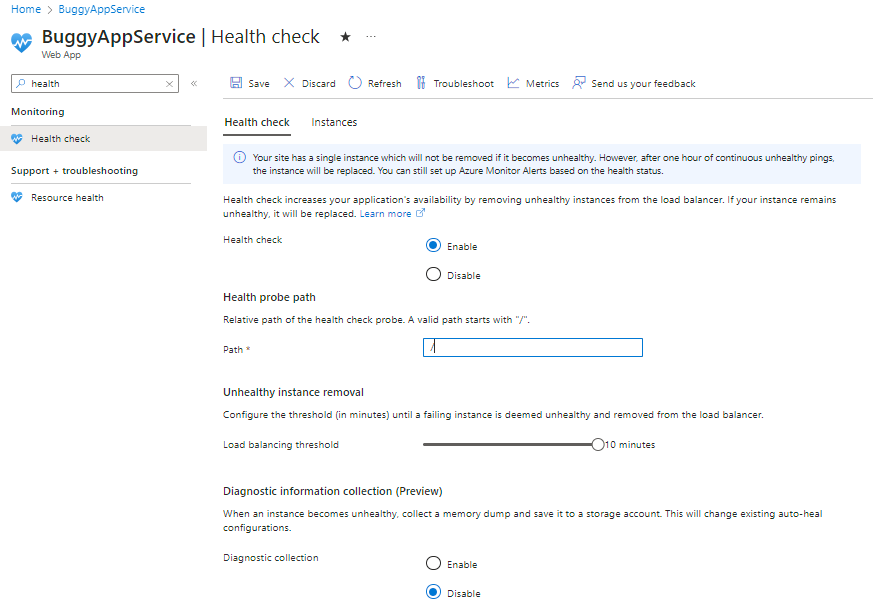 Home > BuggyAppService
BuggyAppService | Health check ★ ...
Web App
health
Save Discard Refresh Troubleshoot Metrics Send us your feedback
Monitoring
Health check
Support + troubleshooting
Resource health
Health check Instances
Your site has a single instance which will not be removed if it becomes unhealthy. However, after one hour of continuous unhealthy pings,
the instance will be replaced. You can still set up Azure Monitor Alerts based on the health status.
Health check increases your application's availability by removing unhealthy instances from the load balancer. If your instance remains
unhealthy, it will be replaced. Learn more
Health check
Enable
Disable
Health probe path
Relative path of the health check probe. A valid path starts with "/".
Path * /
Unhealthy instance removal
Configure the threshold (in minutes) until a failing instance is deemed unhealthy and removed from the load balancer.
Load balancing threshold 10 minutes
Diagnostic information collection (Preview)
When an instance becomes unhealthy, collect a memory dump and save it to a storage account. This will change existing auto-heal
configurations.
Diagnostic collection
Enable
Disable